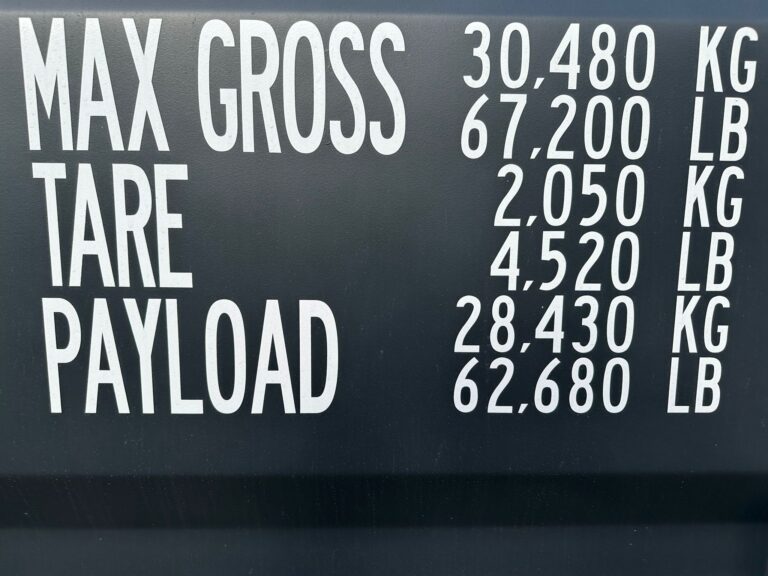 MAX GROSS 30,480 KG
67,200 LB
TARE 2,050 KG
4,520 LB
PAYLOAD 28,430 KG
62,680 LB